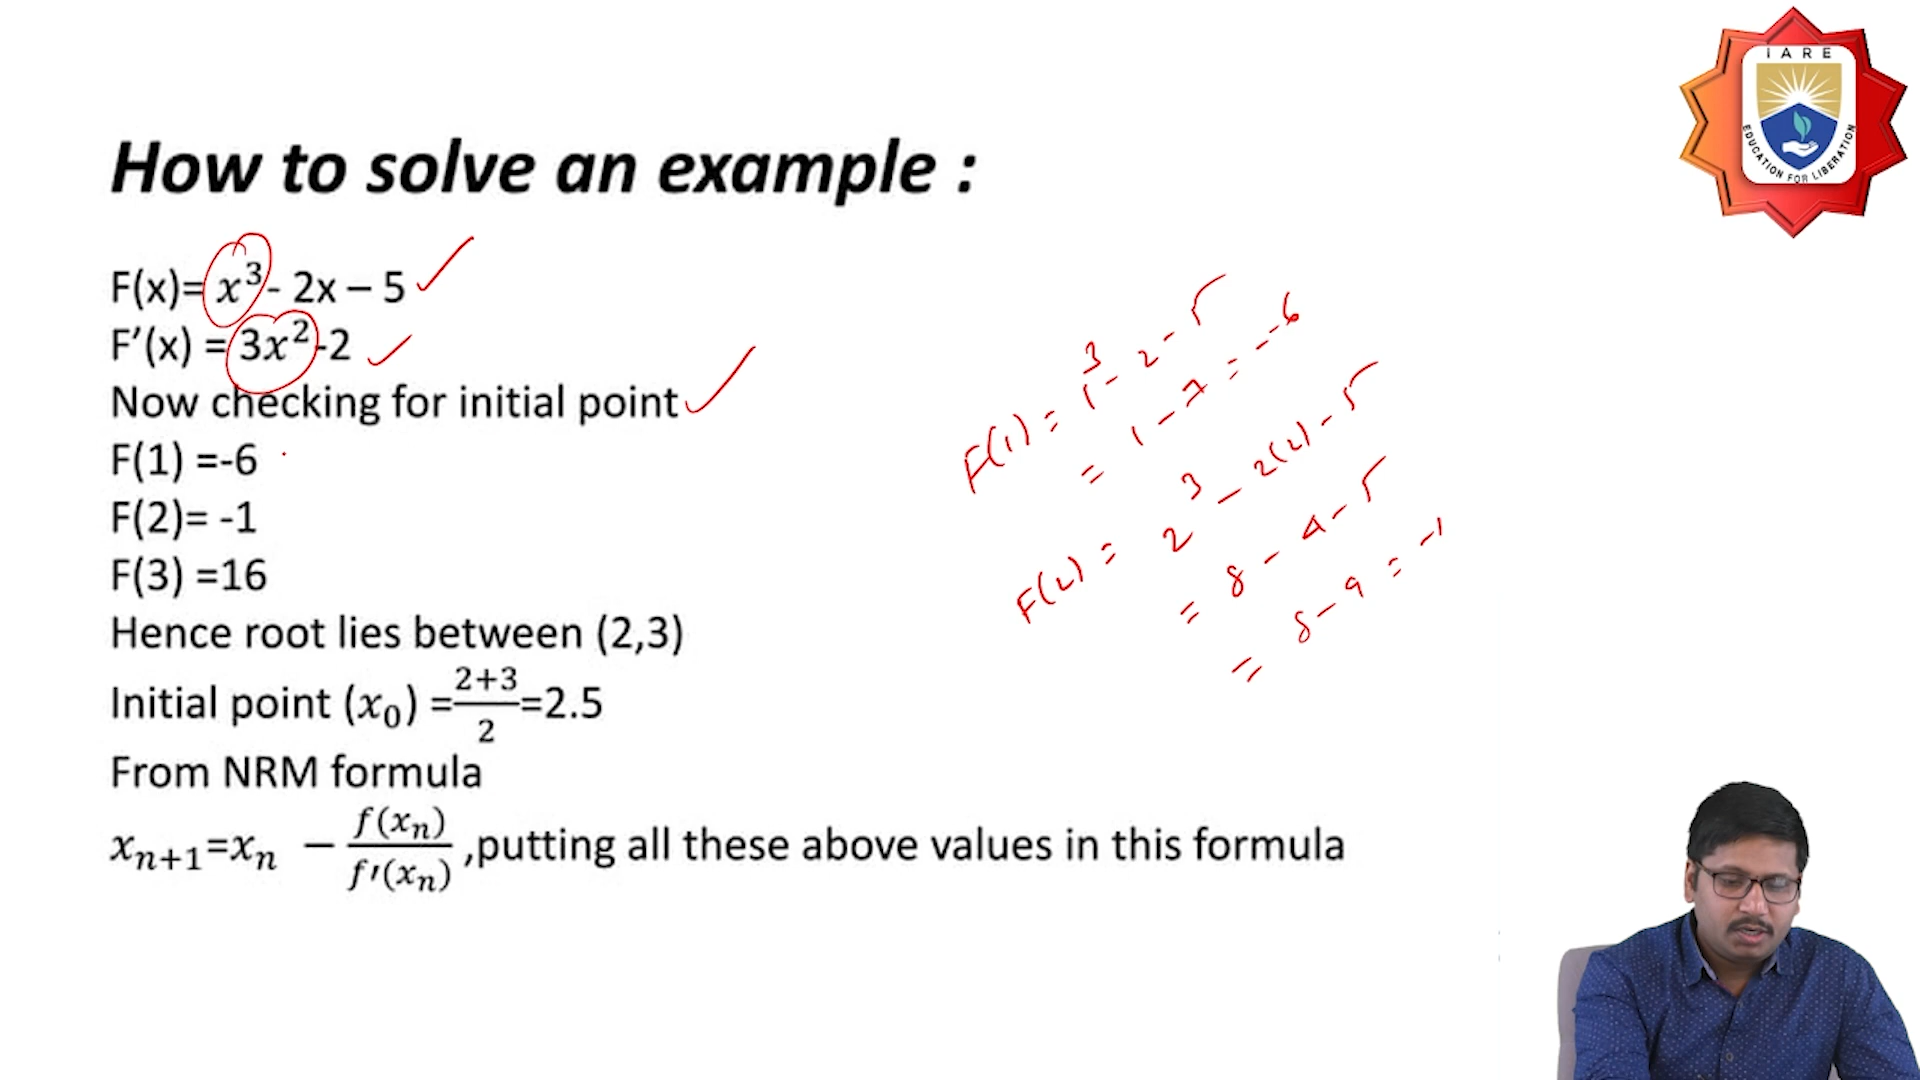 IARE
EDUCATION FOR LIBERATION
How to solve an example :
F(x)= x³- 2x – 5
F’(x) = 3x²-2
Now checking for initial point
F(1) =-6
F(2)= -1
F(3) =16
Hence root lies between (2,3)
Initial point (x₀) =2+3/2=2.5
From NRM formula
xₙ₊₁=xₙ − f(xₙ)/f′(xₙ) ,putting all these above values in this formula
F(1) = 1³ - 2 - 5
= 1 - 7 = -6
F(2) = 2³ - 2(2) - 5
= 8 - 4 - 5
= 8 - 9 = -1